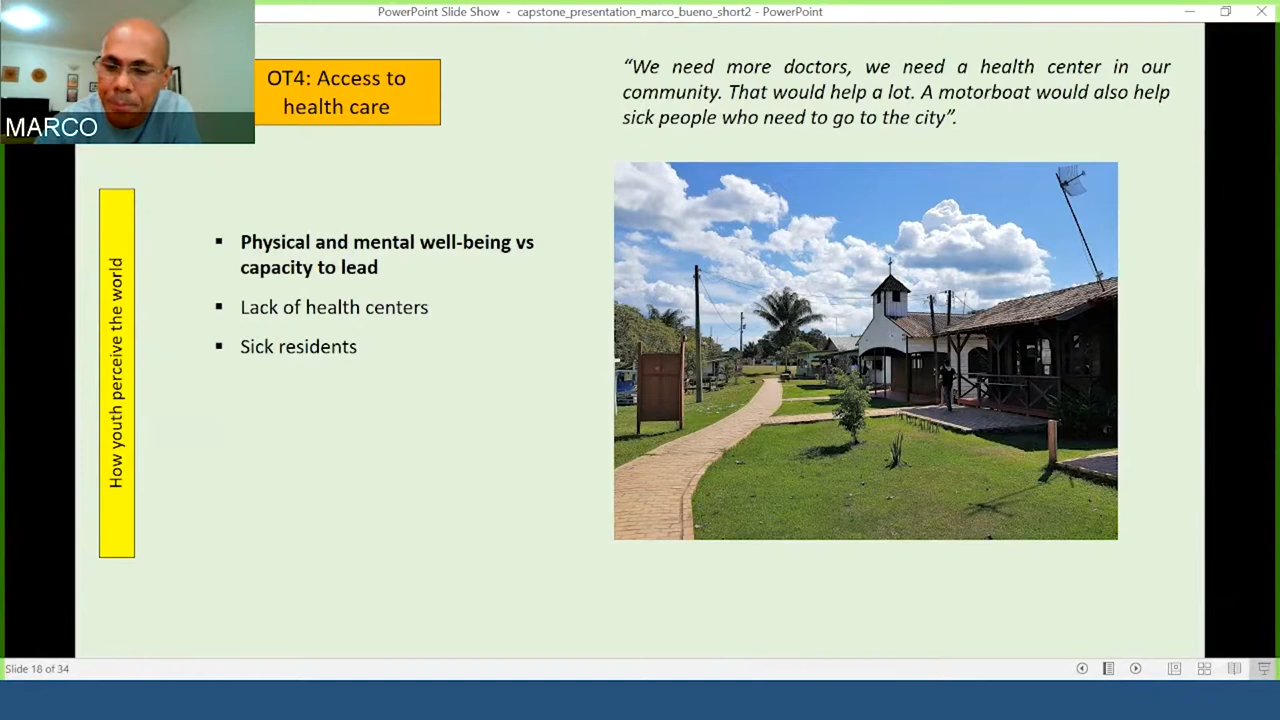 PowerPoint Slide Show - capstone_presentation_marco_bueno_short2 - PowerPoint
MARCO
OT4: Access to
health care
“We need more doctors, we need a health center in our
community. That would help a lot. A motorboat would also help
sick people who need to go to the city”.
How youth perceive the world
▪ Physical and mental well-being vs
capacity to lead
▪ Lack of health centers
▪ Sick residents
Slide 18 of 34